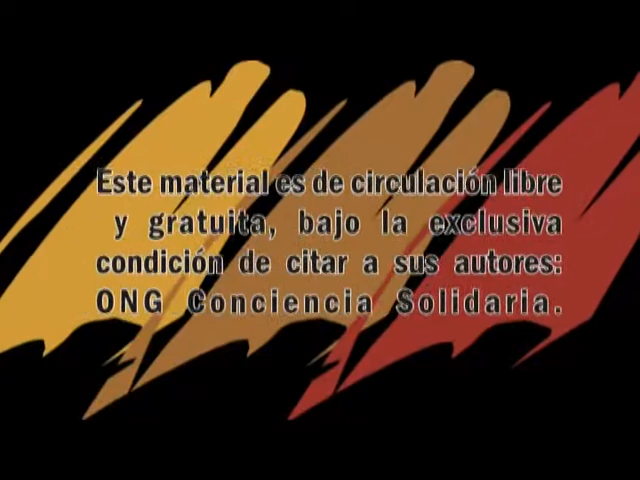 Este material es de circulación libre
y gratuita, bajo la exclusiva
condición de citar a sus autores:
ONG Conciencia Solidaria.